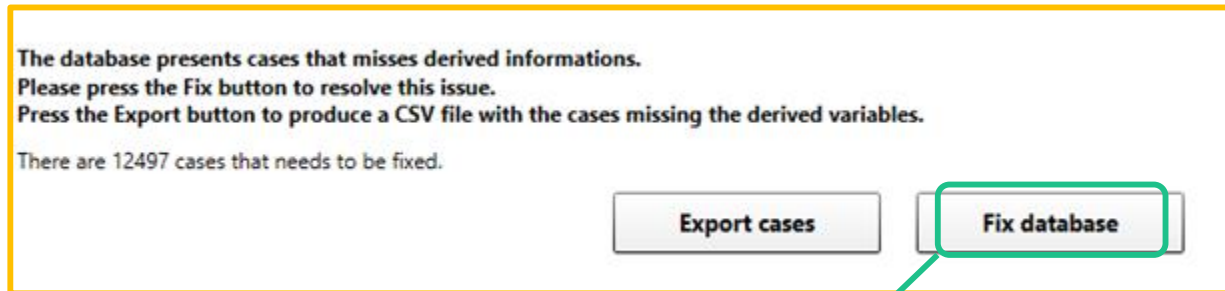 The database presents cases that misses derived informations.
Please press the Fix button to resolve this issue.
Press the Export button to produce a CSV file with the cases missing the derived variables.
There are 12497 cases that needs to be fixed.
Export cases
Fix database